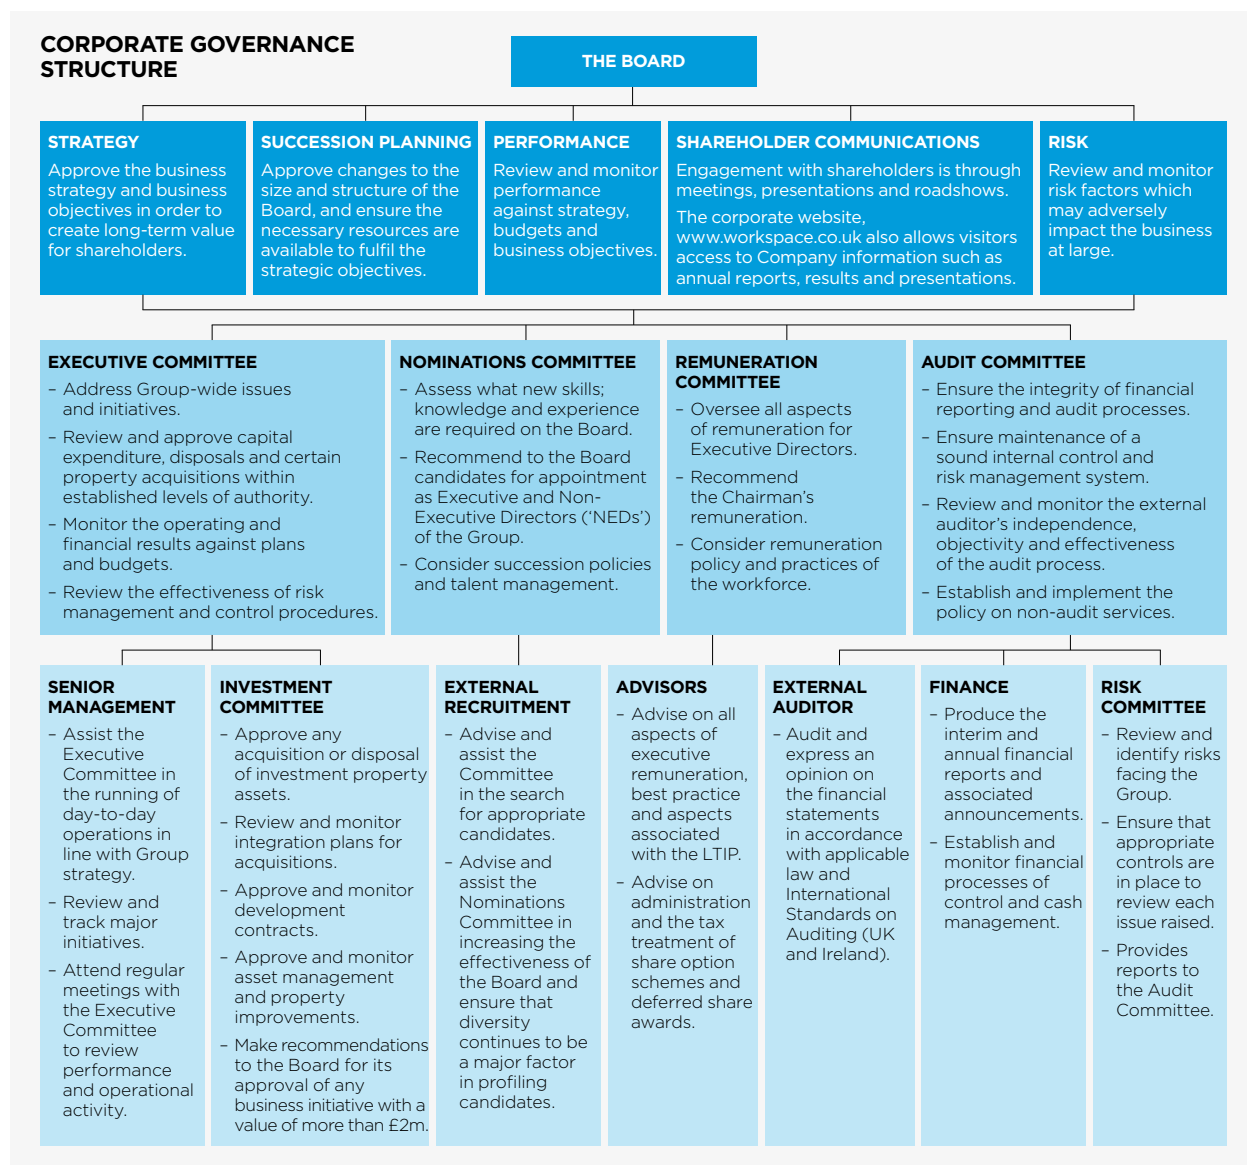 CORPORATE GOVERNANCE
STRUCTURE
THE BOARD
STRATEGY
Approve the business
strategy and business
objectives in order to
create long-term value
for shareholders.
SUCCESSION PLANNING
Approve changes to the
size and structure of the
Board, and ensure the
necessary resources are
available to fulfil the
strategic objectives.
PERFORMANCE
Review and monitor
performance
against strategy,
budgets and
business objectives.
SHAREHOLDER COMMUNICATIONS
Engagement with shareholders is through
meetings, presentations and roadshows.
The corporate website,
www.workspace.co.uk also allows visitors
access to Company information such as
annual reports, results and presentations.
RISK
Review and monitor
risk factors which
may adversely
impact the business
at large.
EXECUTIVE COMMITTEE
– Address Group-wide issues
and initiatives.
– Review and approve capital
expenditure, disposals and certain
property acquisitions within
established levels of authority.
– Monitor the operating and
financial results against plans
and budgets.
– Review the effectiveness of risk
management and control procedures.
NOMINATIONS COMMITTEE
– Assess what new skills;
knowledge and experience
are required on the Board.
– Recommend to the Board
candidates for appointment
as Executive and Non-
Executive Directors (‘NEDs’)
of the Group.
– Consider succession policies
and talent management.
REMUNERATION
COMMITTEE
– Oversee all aspects
of remuneration for
Executive Directors.
– Recommend
the Chairman’s
remuneration.
– Consider remuneration
policy and practices of
the workforce.
AUDIT COMMITTEE
– Ensure the integrity of financial
reporting and audit processes.
– Ensure maintenance of a
sound internal control and
risk management system.
– Review and monitor the external
auditor’s independence,
objectivity and effectiveness
of the audit process.
– Establish and implement the
policy on non-audit services.
SENIOR
MANAGEMENT
– Assist the
Executive
Committee in
the running of
day-to-day
operations in
line with Group
strategy.
– Review and
track major
initiatives.
– Attend regular
meetings with
the Executive
Committee
to review
performance
and operational
activity.
INVESTMENT
COMMITTEE
– Approve any
acquisition or disposal
of investment property
assets.
– Review and monitor
integration plans for
acquisitions.
– Approve and monitor
development
contracts.
– Approve and monitor
asset management
and property
improvements.
– Make recommendations
to the Board for its
approval of any
business initiative with a
value of more than £2m.
EXTERNAL
RECRUITMENT
– Advise and
assist the
Committee
in the search
for appropriate
candidates.
– Advise and
assist the
Nominations
Committee in
increasing the
effectiveness of
the Board and
ensure that
diversity
continues to be
a major factor
in profiling
candidates.
ADVISORS
– Advise on all
aspects of
executive
remuneration,
best practice
and aspects
associated
with the LTIP.
– Advise on
administration
and the tax
treatment of
share option
schemes and
deferred share
awards.
EXTERNAL
AUDITOR
– Audit and
express an
opinion on
the financial
statements
in accordance
with applicable
law and
International
Standards on
Auditing (UK
and Ireland).
FINANCE
– Produce the
interim and
annual financial
reports and
associated
announcements.
– Establish and
monitor financial
processes of
control and cash
management.
RISK
COMMITTEE
– Review and
identify risks
facing the
Group.
– Ensure that
appropriate
controls are
in place to
review each
issue raised.
– Provides
reports to
the Audit
Committee.